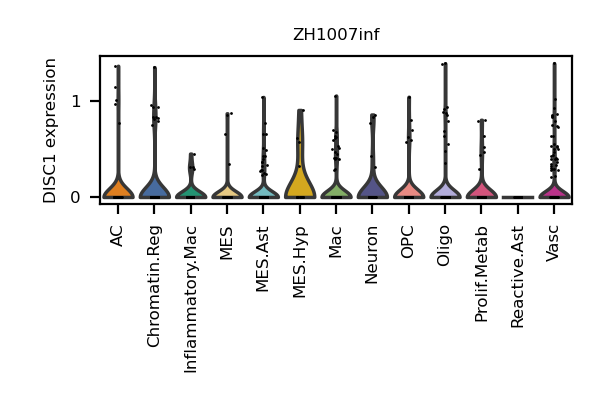 ZH1007inf
DISC1 expression
1
0
AC
Chromatin.Reg
Inflammatory.Mac
MES
MES.Ast
MES.Hyp
Mac
Neuron
OPC
Oligo
Prolif.Metab
Reactive.Ast
Vasc